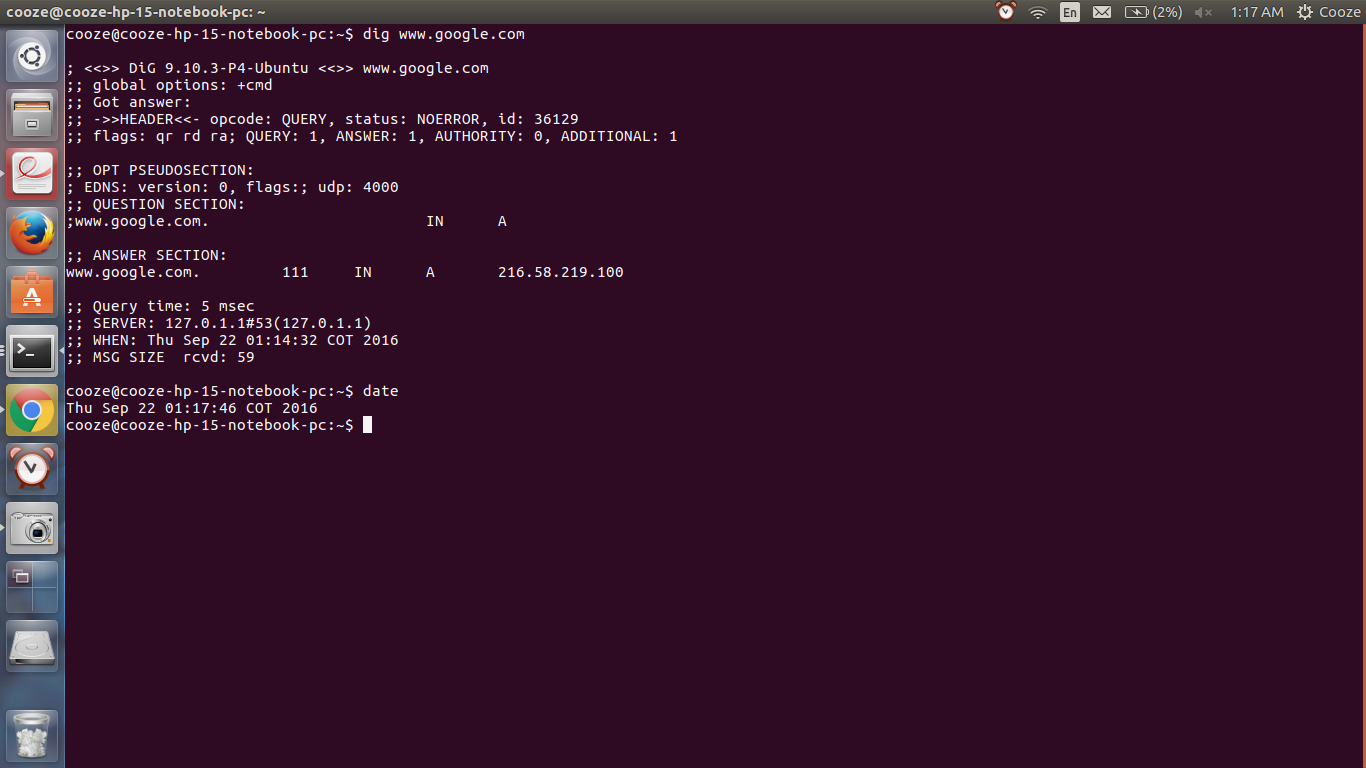 cooze@cooze-hp-15-notebook-pc: ~
En
(2%)
1:17 AM
Cooze
cooze@cooze-hp-15-notebook-pc:~$ dig www.google.com
; <<>> DiG 9.10.3-P4-Ubuntu <<>> www.google.com
;; global options: +cmd
;; Got answer:
;; ->>HEADER<<- opcode: QUERY, status: NOERROR, id: 36129
;; flags: qr rd ra; QUERY: 1, ANSWER: 1, AUTHORITY: 0, ADDITIONAL: 1
;; OPT PSEUDOSECTION:
; EDNS: version: 0, flags:; udp: 4000
;; QUESTION SECTION:
;www.google.com. IN A
;; ANSWER SECTION:
www.google.com. 111 IN A 216.58.219.100
;; Query time: 5 msec
;; SERVER: 127.0.1.1#53(127.0.1.1)
;; WHEN: Thu Sep 22 01:14:32 COT 2016
;; MSG SIZE  rcvd: 59
cooze@cooze-hp-15-notebook-pc:~$ date
Thu Sep 22 01:17:46 COT 2016
cooze@cooze-hp-15-notebook-pc:~$